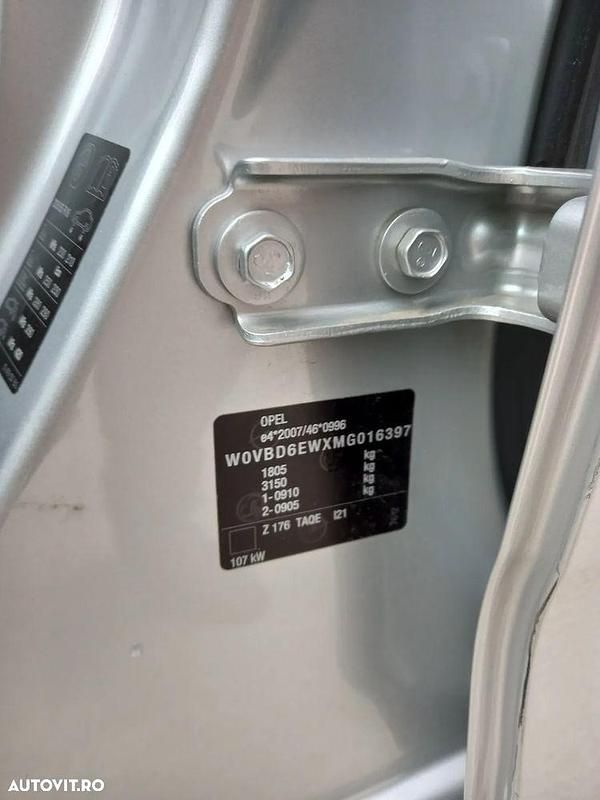 OPEL
e4*2007/46*0996
W0VBD6EWXMG016397
1805 kg
3150 kg
1-0910 kg
2-0905 kg
Z 176 TAQE I21
107 kW
AUTOVIT.RO